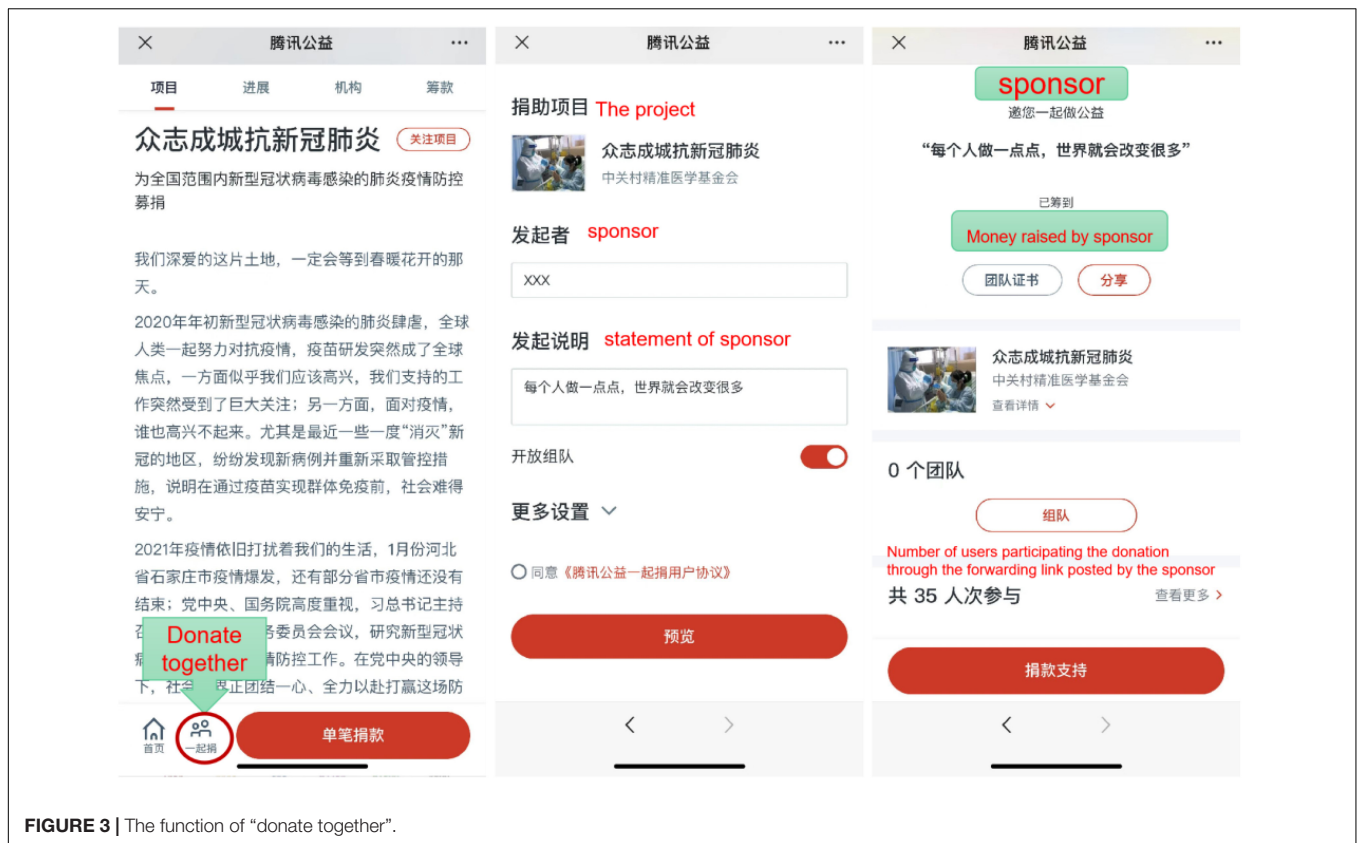 腾讯公益 ...
项目 进展 机构 筹款
众志成城抗新冠肺炎 关注项目
为全国范围内新型冠状病毒感染的肺炎疫情防控
募捐
我们深爱的这片土地，一定会等到春暖花开的那
天。
2020年年初新型冠状病毒感染的肺炎肆虐，全球
人类一起努力对抗疫情，疫苗研发突然成了全球
焦点，一方面似乎我们应该高兴，我们支持的工
作突然受到了巨大关注；另一方面，面对疫情，
谁也高兴不起来。尤其是最近一些一度“消灭”新
冠的地区，纷纷发现新病例并重新采取管控措
施，说明在通过疫苗实现群体免疫前，社会难得
安宁。
2021年疫情依旧打扰着我们的生活，1月份河北
省石家庄市疫情爆发，还有部分省市疫情还没有
结束；党中央、国务院高度重视，习总书记主持
务委员会会议，研究新型冠状
情防控工作。在党中央的领导
下，社会 界正团结一心、全力以赴打赢这场防
Donate
together
首页 一起捐 单笔捐款
腾讯公益 ...
捐助项目 The project
众志成城抗新冠肺炎
中关村精准医学基金会
发起者 sponsor
XXX
发起说明 statement of sponsor
每个人做一点点，世界就会改变很多
开放组队
更多设置
同意《腾讯公益一起捐用户协议》
预览
腾讯公益 ...
sponsor
邀您一起做公益
“每个人做一点点，世界就会改变很多”
已筹到
Money raised by sponsor
团队证书 分享
众志成城抗新冠肺炎
中关村精准医学基金会
查看详情
0 个团队
组队
Number of users participating the donation
through the forwarding link posted by the sponsor
共 35 人次参与 查看更多
捐款支持
FIGURE 3 | The function of “donate together”.